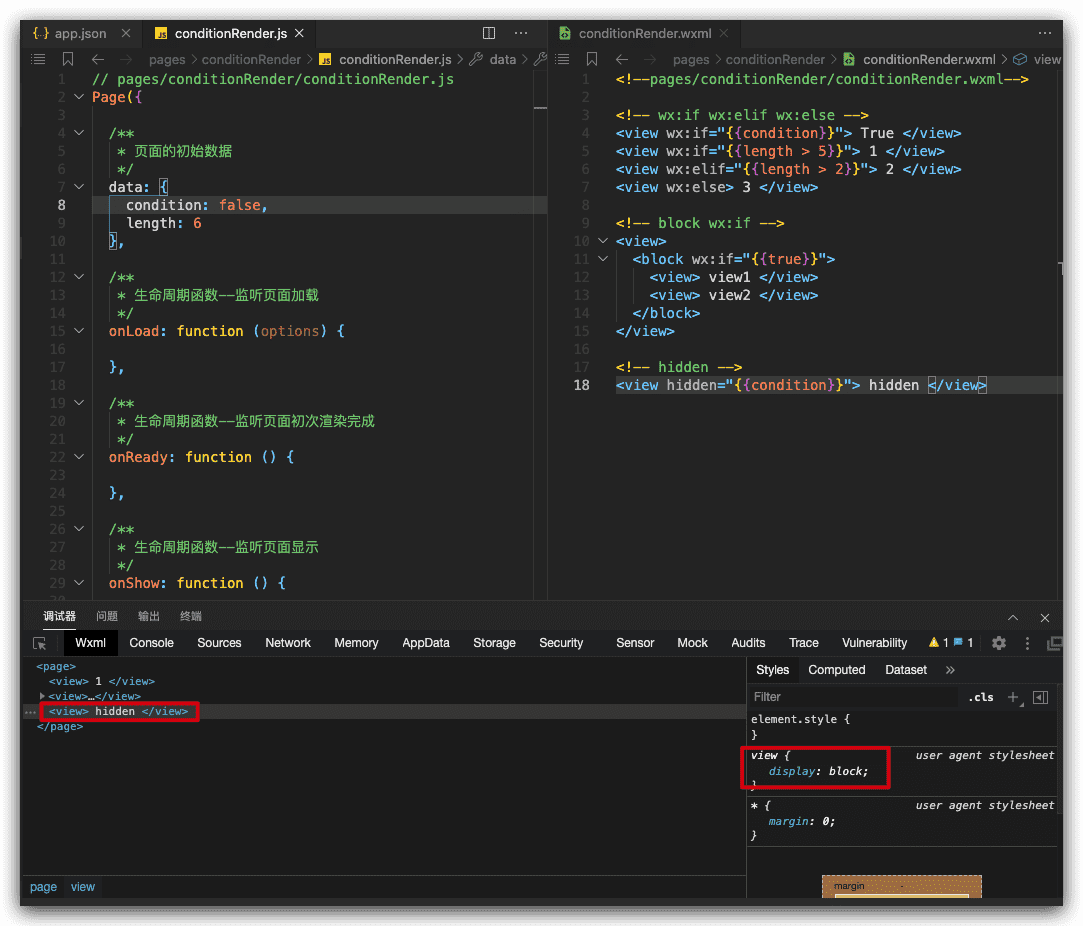 {..} app.json ×
JS conditionRender.js ×
pages > conditionRender > JS conditionRender.js > data >
1 // pages/conditionRender/conditionRender.js
2 Page({
3
4 /**
5 * 页面的初始数据
6 */
7 data: {
8 condition: false,
9 length: 6
10 },
11
12 /**
13 * 生命周期函数--监听页面加载
14 */
15 onLoad: function (options) {
16
17 },
18
19 /**
20 * 生命周期函数--监听页面初次渲染完成
21 */
22 onReady: function () {
23
24 },
25
26 /**
27 * 生命周期函数--监听页面显示
28 */
29 onShow: function () {
conditionRender.wxml ×
pages > conditionRender > conditionRender.wxml > view
1 <!--pages/conditionRender/conditionRender.wxml-->
2
3 <!-- wx:if wx:elif wx:else -->
4 <view wx:if="{{condition}}"> True </view>
5 <view wx:if="{{length > 5}}"> 1 </view>
6 <view wx:elif="{{length > 2}}"> 2 </view>
7 <view wx:else> 3 </view>
8
9 <!-- block wx:if -->
10 <view>
11 <block wx:if="{{true}}">
12 <view> view1 </view>
13 <view> view2 </view>
14 </block>
15 </view>
16
17 <!-- hidden -->
18 <view hidden="{{condition}}"> hidden </view>
调试器 问题 输出 终端
Wxml Console Sources Network Memory AppData Storage Security Sensor Mock Audits Trace Vulnerability 1 1
<page>
<view> 1 </view>
<view>…</view>
<view> hidden </view>
</page>
page view
Styles Computed Dataset »
Filter .cls +
element.style {
}
view { user agent stylesheet
display: block;
}
* { user agent stylesheet
margin: 0;
}
margin -